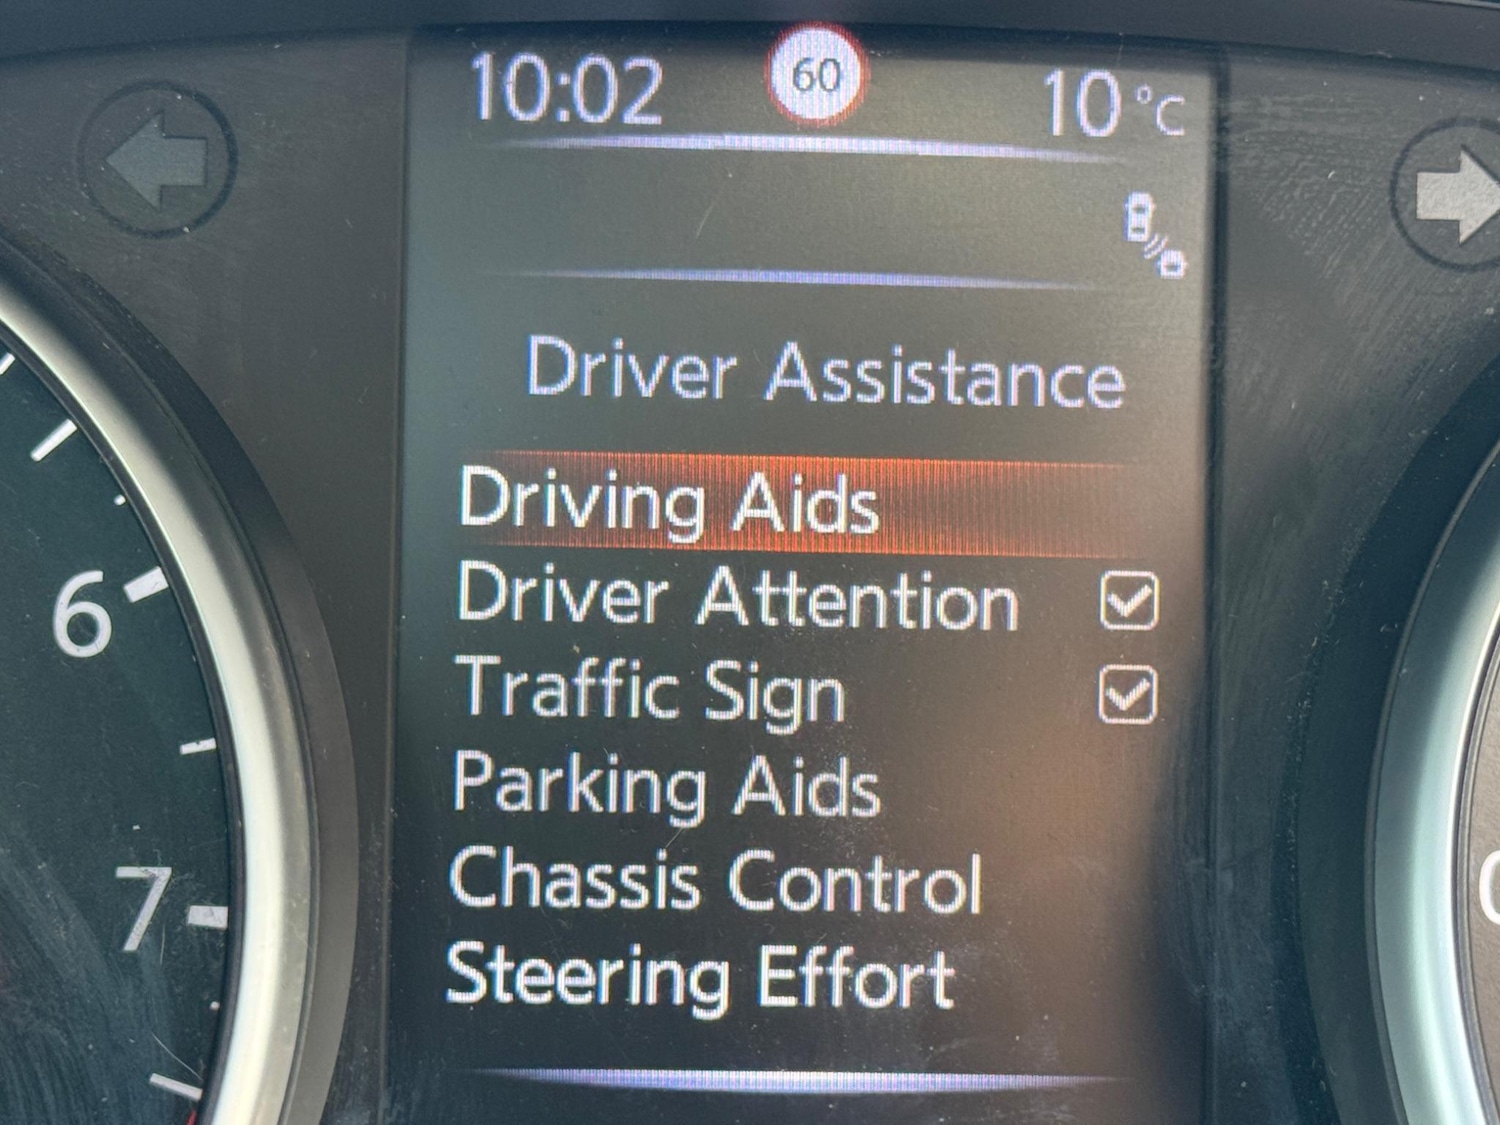 10:02 60 10 °C
Driver Assistance
Driving Aids
Driver Attention
Traffic Sign
Parking Aids
Chassis Control
Steering Effort
6
7
0